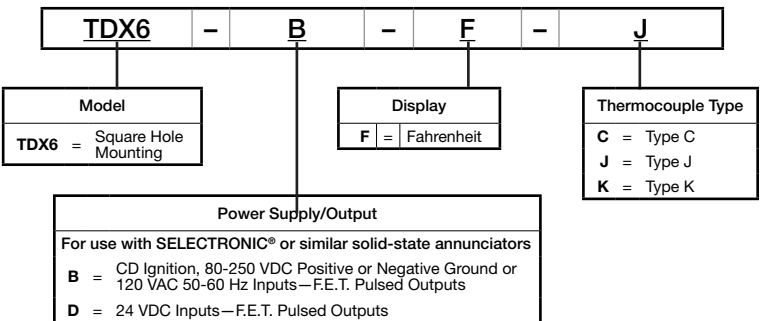 TDX6 – B – F – J
Model
TDX6 = Square Hole
Mounting
Display
F = Fahrenheit
Thermocouple Type
C = Type C
J = Type J
K = Type K
Power Supply/Output
For use with SELECTRONIC® or similar solid-state annunciators
B = CD Ignition, 80-250 VDC Positive or Negative Ground or
120 VAC 50-60 Hz Inputs—F.E.T. Pulsed Outputs
D = 24 VDC Inputs—F.E.T. Pulsed Outputs